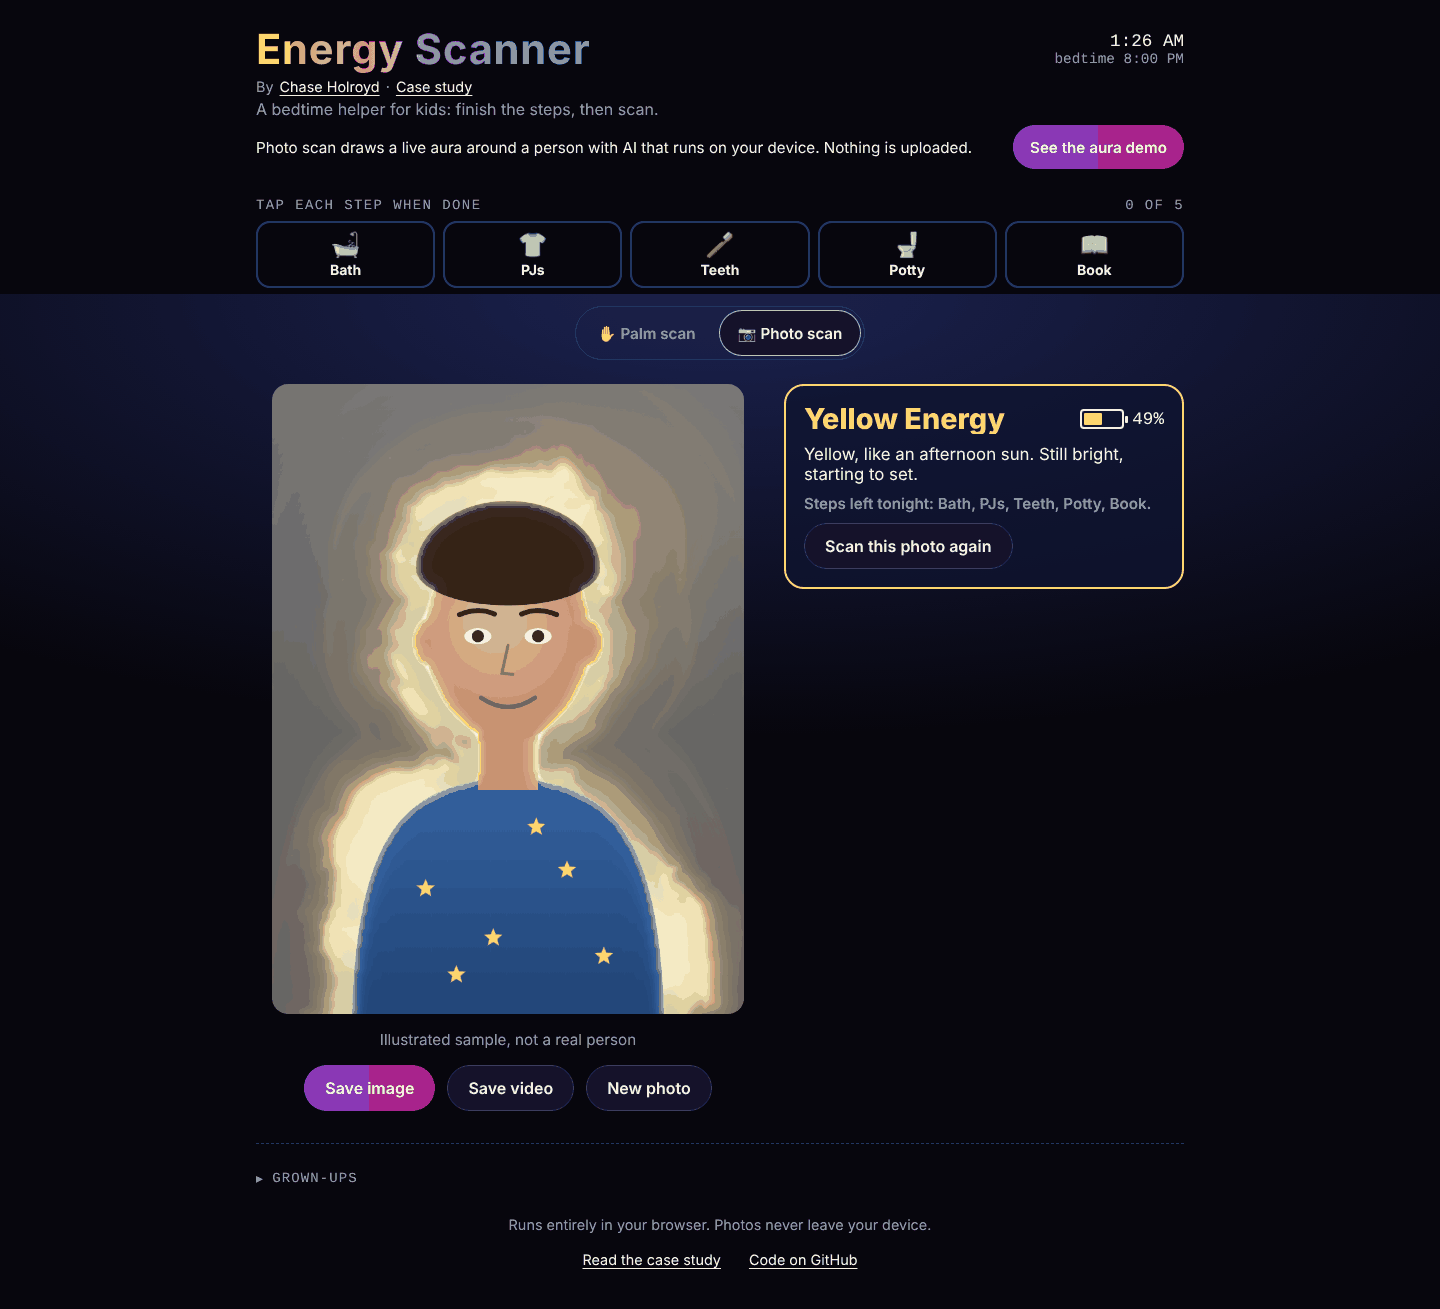 Energy Scanner
1:26 AM
bedtime 8:00 PM
By Chase Holroyd · Case study
A bedtime helper for kids: finish the steps, then scan.
Photo scan draws a live aura around a person with AI that runs on your device. Nothing is uploaded.
See the aura demo
TAP EACH STEP WHEN DONE
0 OF 5
Bath
PJs
Teeth
Potty
Book
Palm scan
Photo scan
Yellow Energy
49%
Yellow, like an afternoon sun. Still bright,
starting to set.
Steps left tonight: Bath, PJs, Teeth, Potty, Book.
Scan this photo again
Illustrated sample, not a real person
Save image
Save video
New photo
GROWN-UPS
Runs entirely in your browser. Photos never leave your device.
Read the case study
Code on GitHub